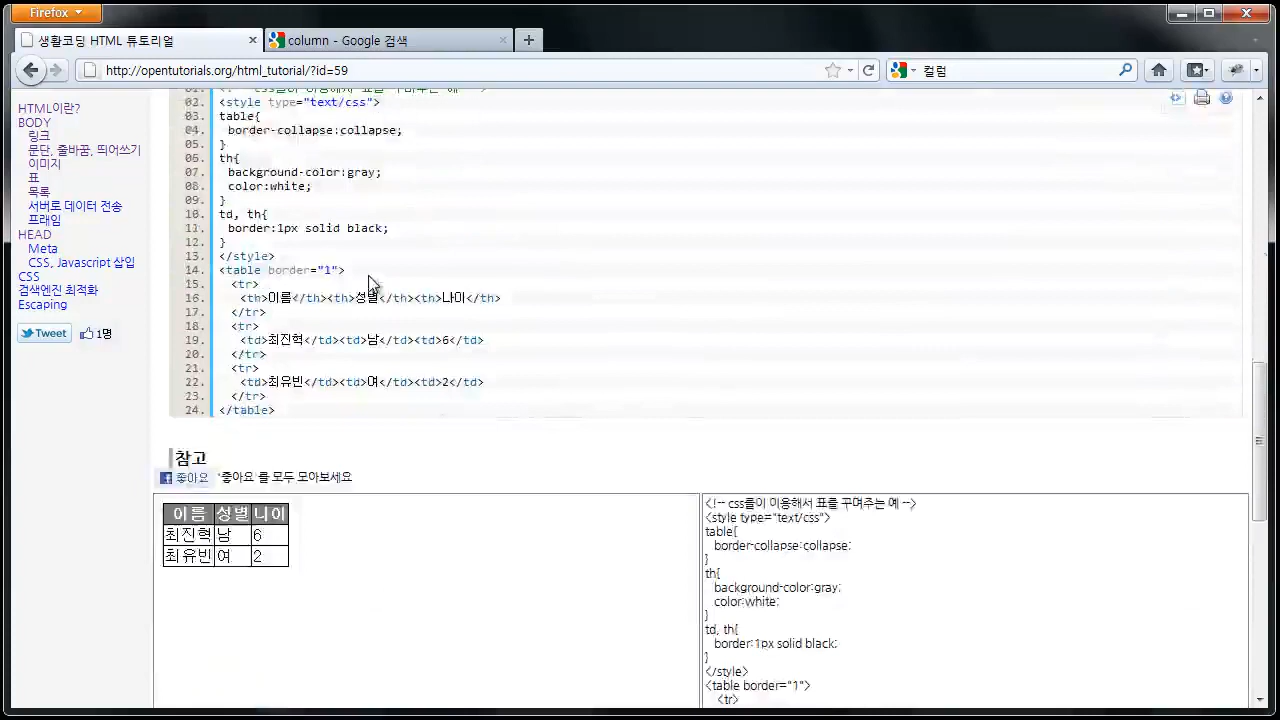 Firefox
생활코딩 HTML 튜토리얼
column - Google 검색
http://opentutorials.org/html_tutorial/?id=59
컬럼
HTML이란?
BODY
링크
문단, 줄바꿈, 띄어쓰기
이미지
표
목록
서버로 데이터 전송
프래임
HEAD
Meta
CSS, Javascript 삽입
CSS
검색엔진 최적화
Escaping
Tweet
1명
02. <style type="text/css">
03. table{
04. border-collapse:collapse;
05. }
06. th{
07. background-color:gray;
08. color:white;
09. }
10. td, th{
11. border:1px solid black;
12. }
13. </style>
14. <table border="1">
15. <tr>
16. <th>이름</th><th>성별</th><th>나이</th>
17. </tr>
18. <tr>
19. <td>최진혁</td><td>남</td><td>6</td>
20. </tr>
21. <tr>
22. <td>최유빈</td><td>여</td><td>2</td>
23. </tr>
24. </table>
참고
좋아요 '좋아요'를 모두 모아보세요
이름 성별 나이
최진혁 남 6
최유빈 여 2
<!-- css들이 이용해서 표를 꾸며주는 예 -->
<style type="text/css">
table{
border-collapse:collapse;
}
th{
background-color:gray;
color:white;
}
td, th{
border:1px solid black;
}
</style>
<table border="1">
<tr>